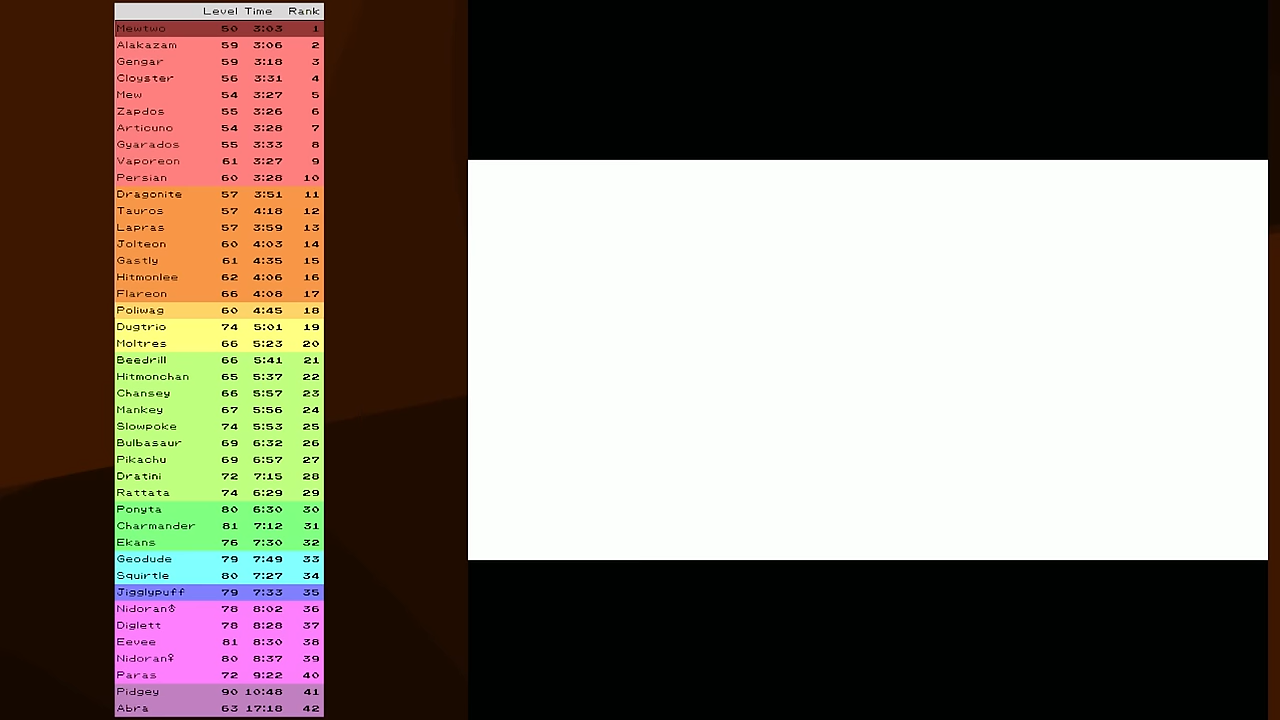 Level Time Rank
Mewtwo 50 3:03 1
Alakazam 59 3:06 2
Gengar 59 3:18 3
Cloyster 56 3:31 4
Mew 54 3:27 5
Zapdos 55 3:26 6
Articuno 54 3:28 7
Gyarados 55 3:33 8
Vaporeon 61 3:27 9
Persian 60 3:28 10
Dragonite 57 3:51 11
Tauros 57 4:18 12
Lapras 57 3:59 13
Jolteon 60 4:03 14
Gastly 61 4:35 15
Hitmonlee 62 4:06 16
Flareon 66 4:08 17
Poliwag 60 4:45 18
Dugtrio 74 5:01 19
Moltres 66 5:23 20
Beedrill 66 5:41 21
Hitmonchan 65 5:37 22
Chansey 66 5:57 23
Mankey 67 5:56 24
Slowpoke 74 5:53 25
Bulbasaur 69 6:32 26
Pikachu 69 6:57 27
Dratini 72 7:15 28
Rattata 74 6:29 29
Ponyta 80 6:30 30
Charmander 81 7:12 31
Ekans 76 7:30 32
Geodude 79 7:49 33
Squirtle 80 7:27 34
Jigglypuff 79 7:33 35
Nidoran♂ 78 8:02 36
Diglett 78 8:28 37
Eevee 81 8:30 38
Nidoran♀ 80 8:37 39
Paras 72 9:22 40
Pidgey 90 10:48 41
Abra 63 17:18 42